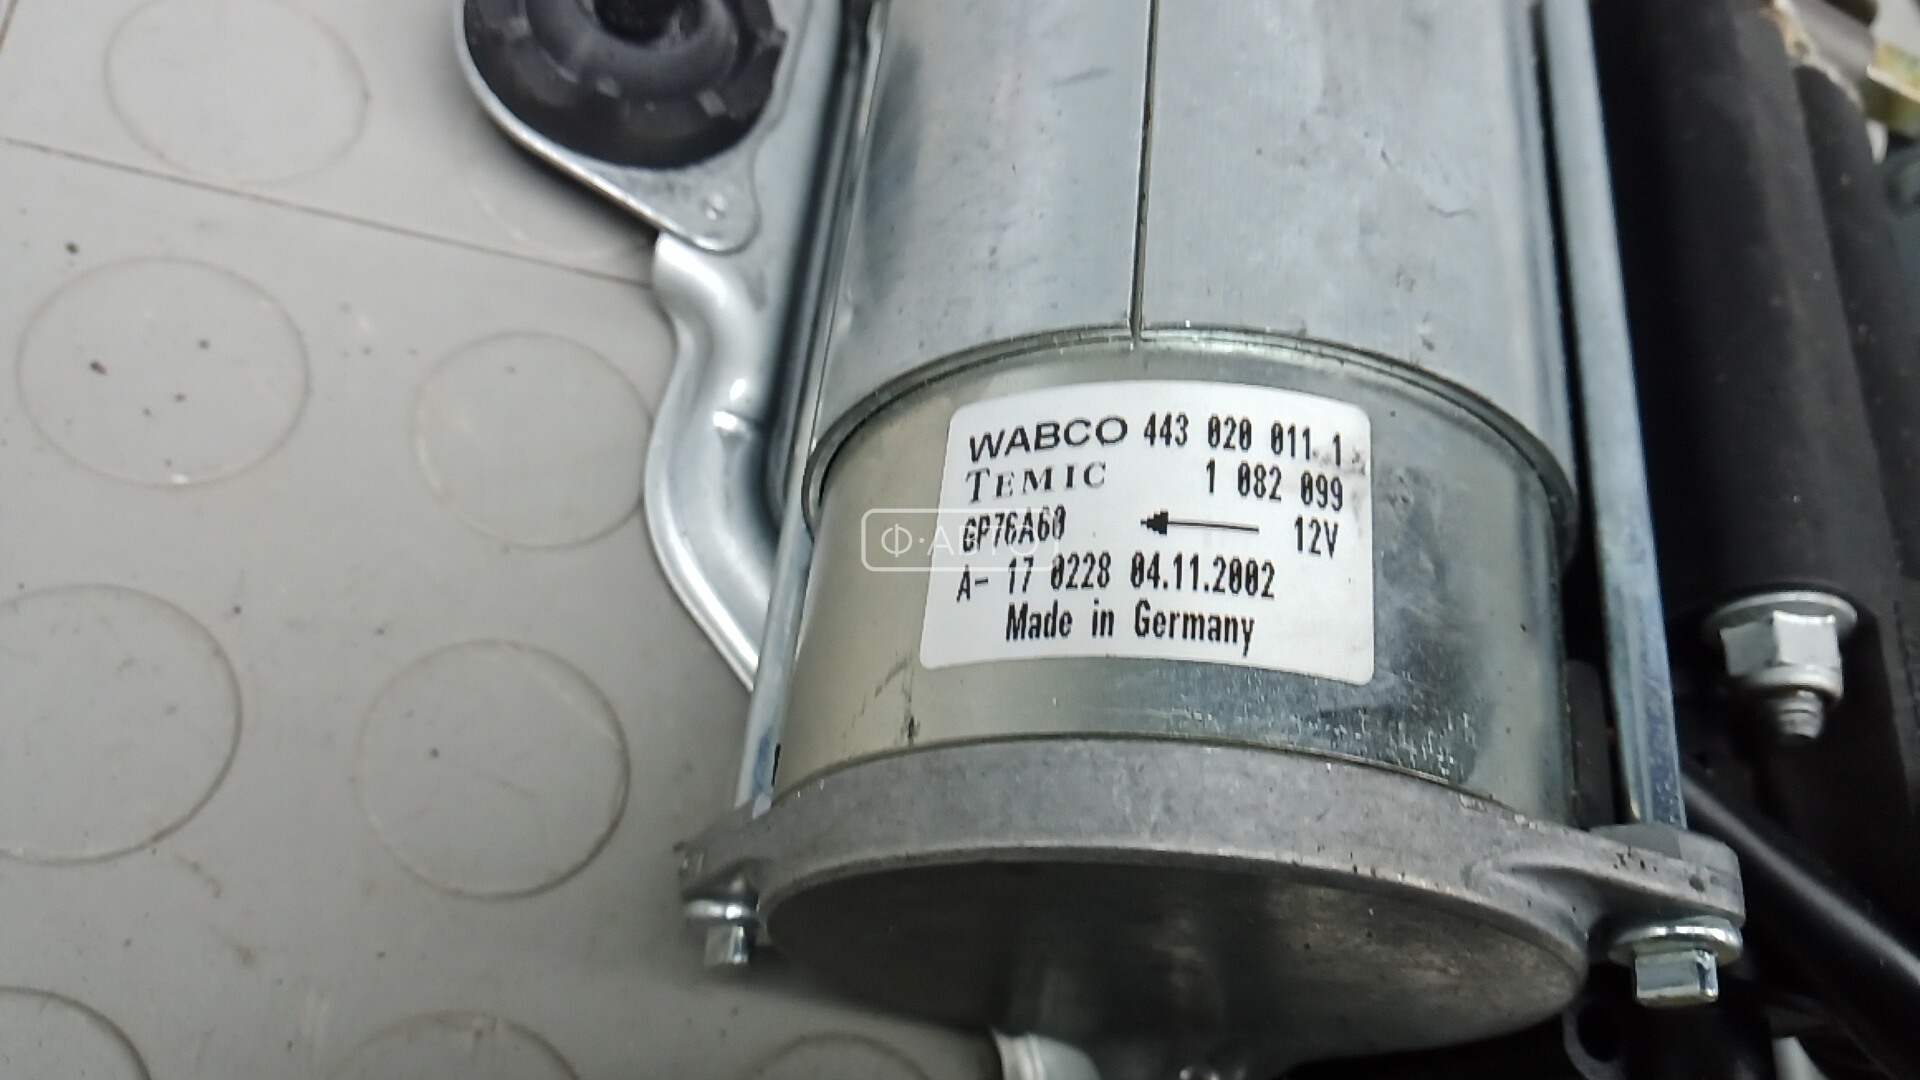 WABCO 443 020 011 1
TEMIC 1 082 099
GP76A60 12V
Ф·АВТО
A- 17 0228 04.11.2002
Made in Germany